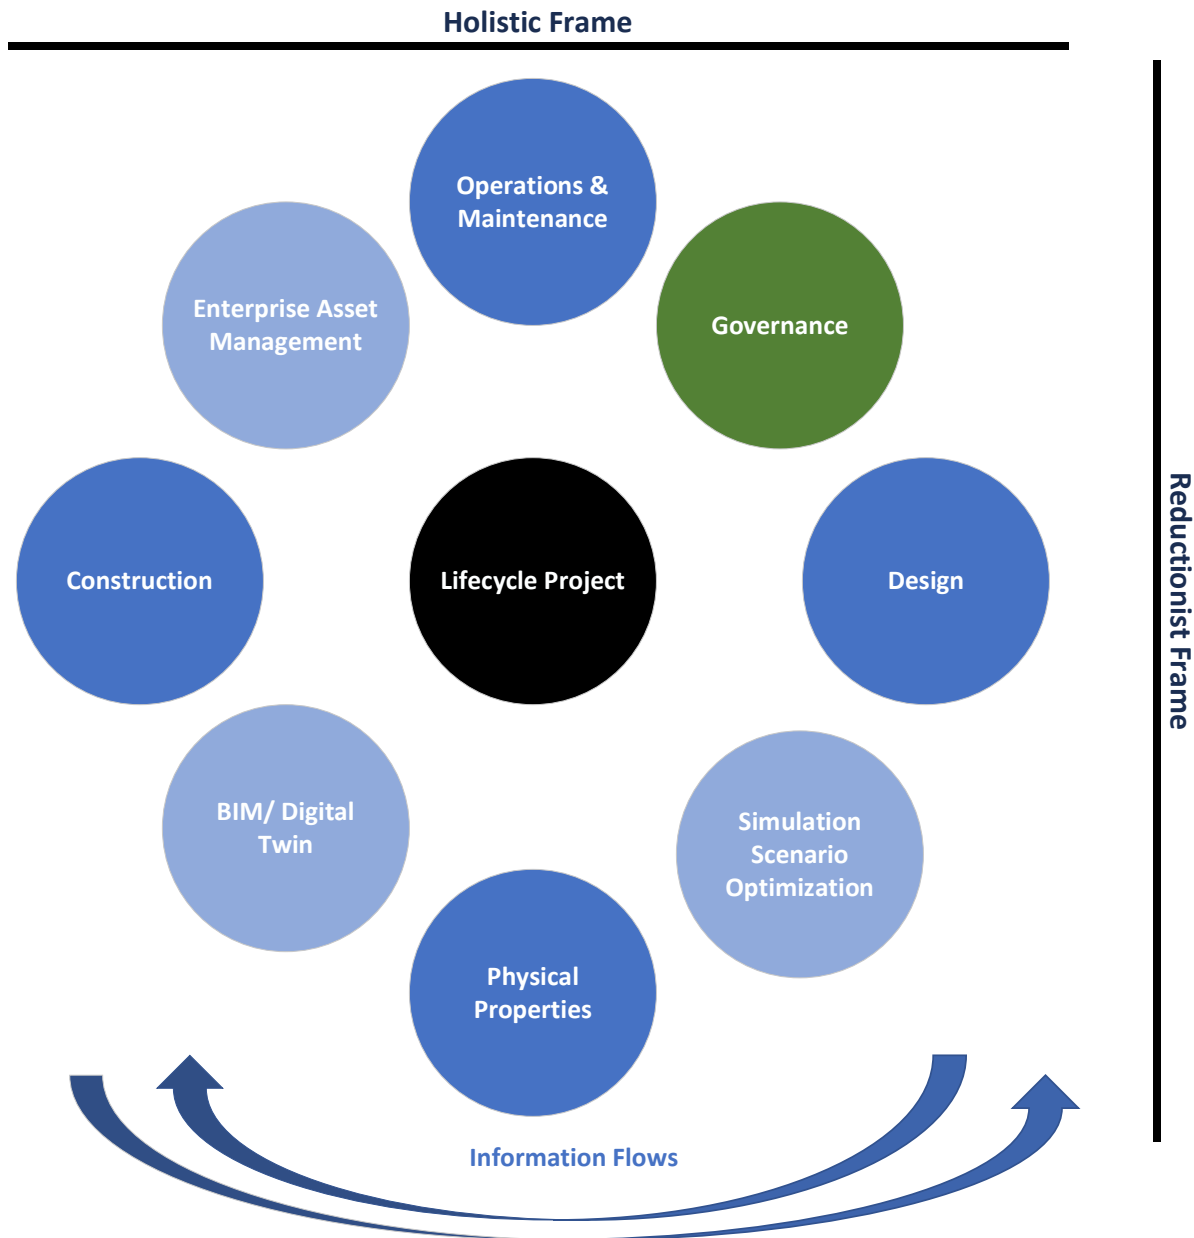 Holistic Frame
Operations &
Maintenance
Enterprise Asset
Management
Governance
Construction
Lifecycle Project
Design
Reductionist Frame
BIM/ Digital
Twin
Simulation
Scenario
Optimization
Physical
Properties
Information Flows